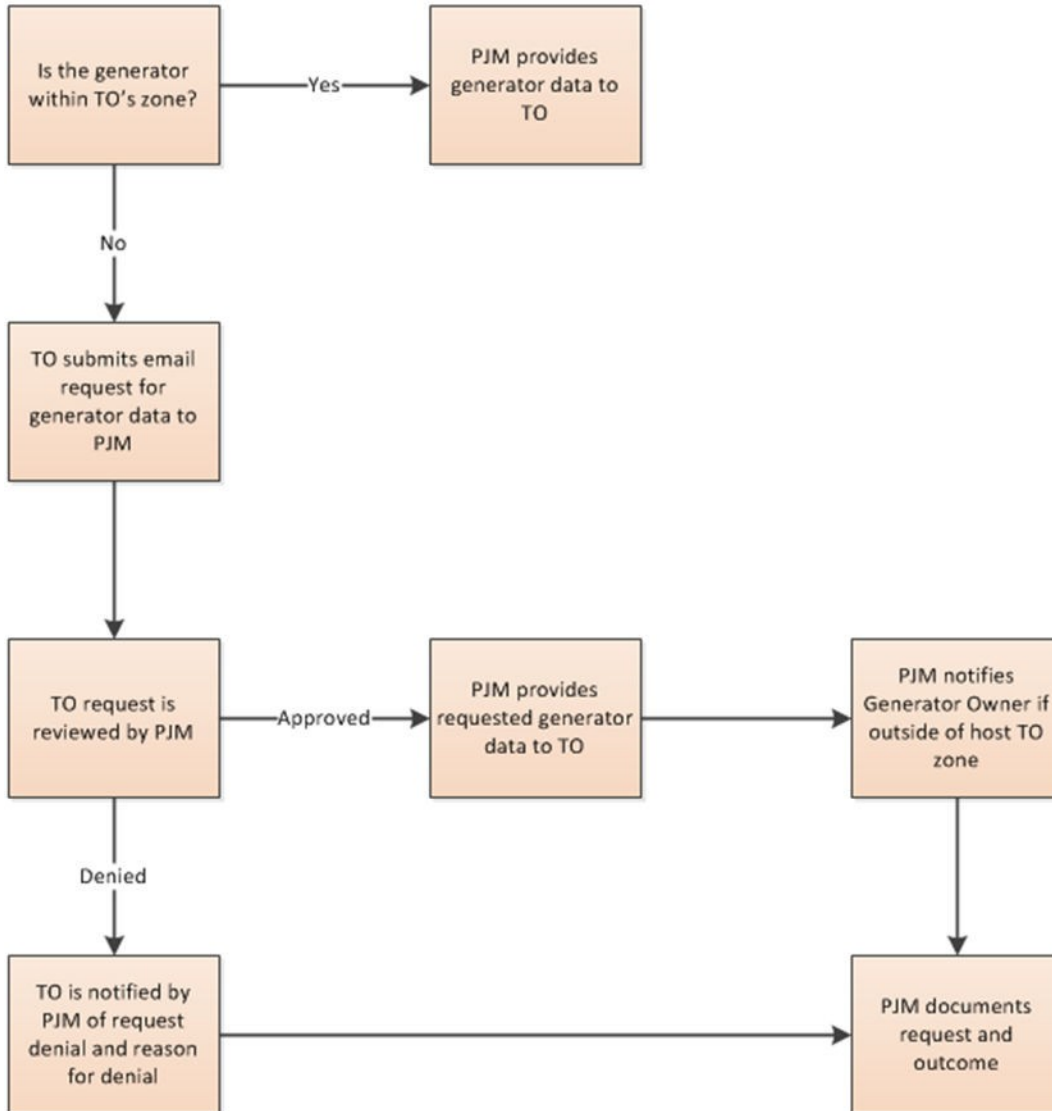 Is the generator
within TO's zone?
Yes
PJM provides
generator data to
TO
No
TO submits email
request for
generator data to
PJM
TO request is
reviewed by PJM
Approved
PJM provides
requested generator
data to TO
PJM notifies
Generator Owner if
outside of host TO
zone
Denied
TO is notified by
PJM of request
denial and reason
for denial
PJM documents
request and
outcome